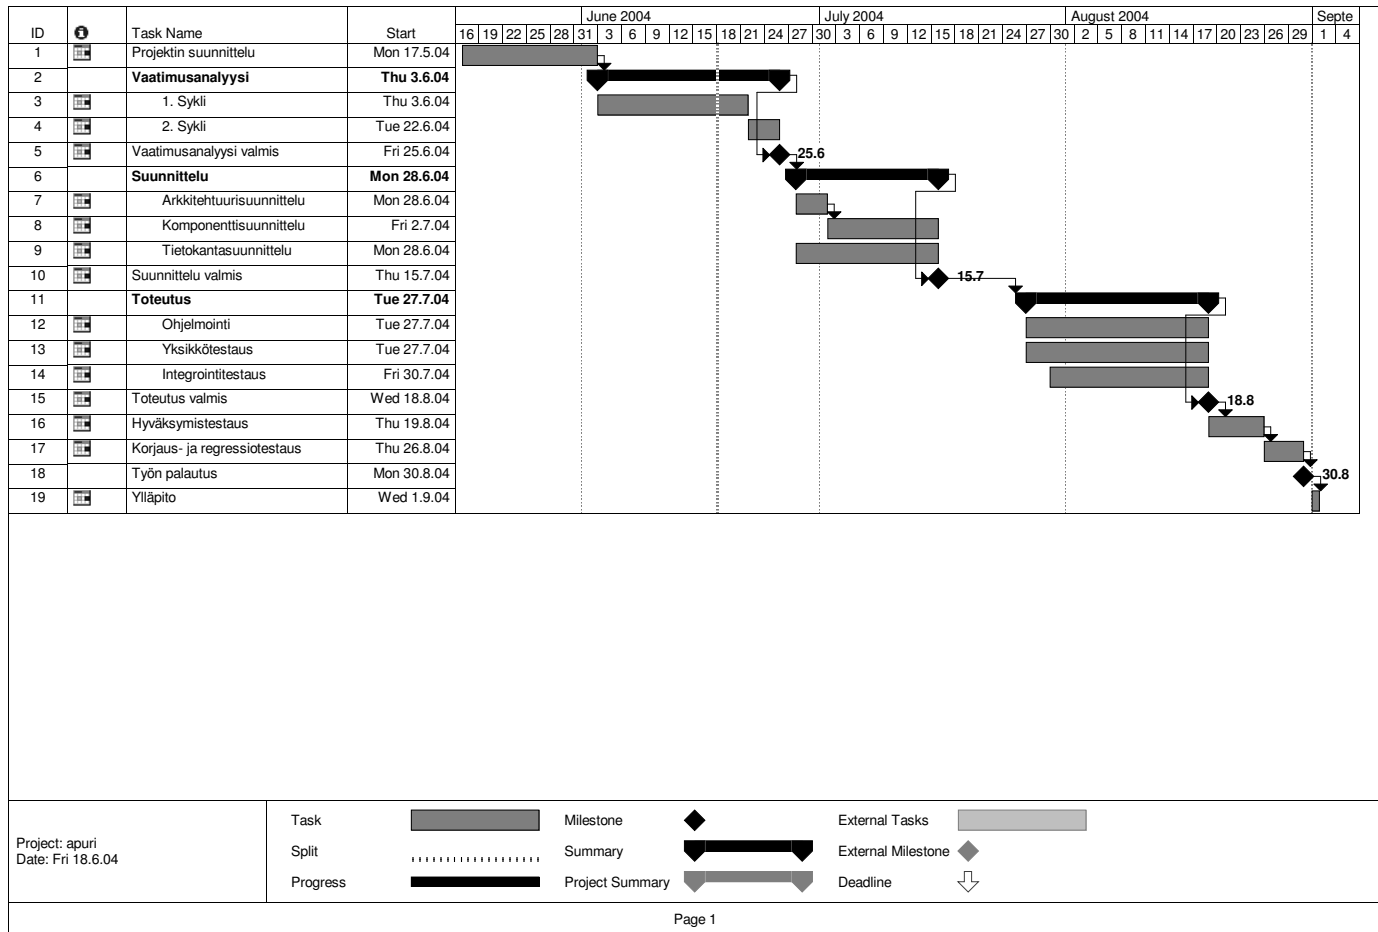 June 2004 July 2004 August 2004 Septe
ID Task Name Start 16 19 22 25 28 31 3 6 9 12 15 18 21 24 27 30 3 6 9 12 15 18 21 24 27 30 2 5 8 11 14 17 20 23 26 29 1 4
1 Projektin suunnittelu Mon 17.5.04
2 Vaatimusanalyysi Thu 3.6.04
3 1. Sykli Thu 3.6.04
4 2. Sykli Tue 22.6.04
5 Vaatimusanalyysi valmis Fri 25.6.04 25.6
6 Suunnittelu Mon 28.6.04
7 Arkkitehtuurisuunnittelu Mon 28.6.04
8 Komponenttisuunnittelu Fri 2.7.04
9 Tietokantasuunnittelu Mon 28.6.04
10 Suunnittelu valmis Thu 15.7.04 15.7
11 Toteutus Tue 27.7.04
12 Ohjelmointi Tue 27.7.04
13 Yksikkötestaus Tue 27.7.04
14 Integrointitestaus Fri 30.7.04
15 Toteutus valmis Wed 18.8.04 18.8
16 Hyväksymistestaus Thu 19.8.04
17 Korjaus- ja regressiotestaus Thu 26.8.04
18 Työn palautus Mon 30.8.04 30.8
19 Ylläpito Wed 1.9.04
Project: apuri
Date: Fri 18.6.04
Task Milestone External Tasks
Split Summary External Milestone
Progress Project Summary Deadline
Page 1